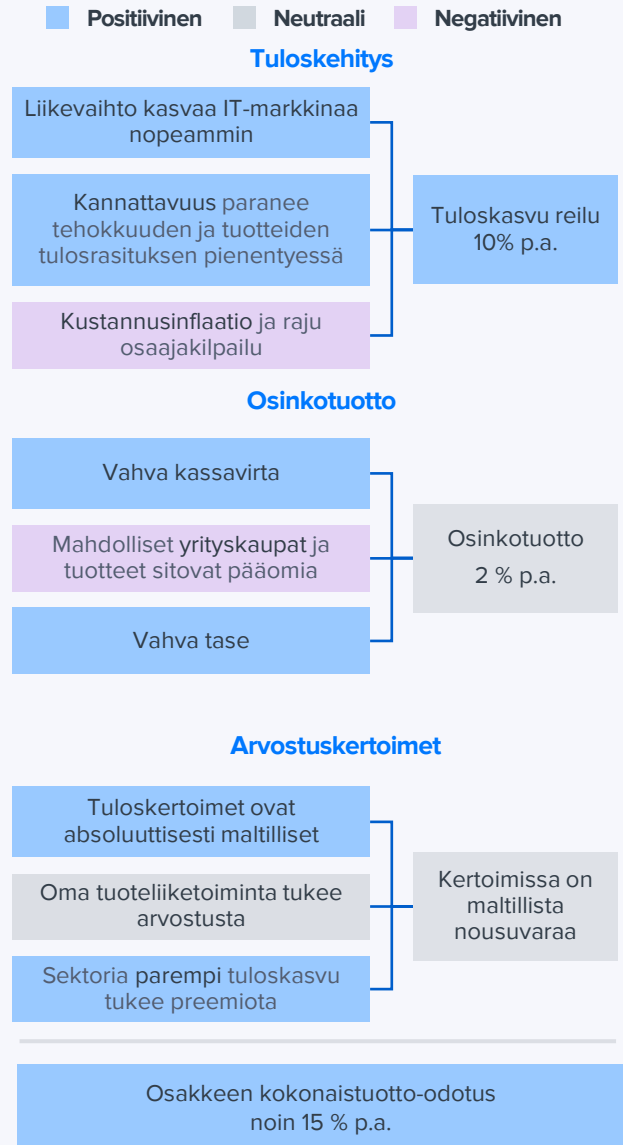 Positiivinen Neutraali Negatiivinen
Tuloskehitys
Liikevaihto kasvaa IT-markkinaa
nopeammin
Kannattavuus paranee
tehokkuuden ja tuotteiden
tulosrasituksen pienentyessä
Kustannusinflaatio ja raju
osaajakilpailu
Tuloskasvu reilu
10% p.a.
Osinkotuotto
Vahva kassavirta
Mahdolliset yrityskaupat ja
tuotteet sitovat pääomia
Vahva tase
Osinkotuotto
2 % p.a.
Arvostuskertoimet
Tuloskertoimet ovat
absoluuttisesti maltilliset
Oma tuoteliiketoiminta tukee
arvostusta
Sektoria parempi tuloskasvu
tukee preemiota
Kertoimissa on
maltillista
nousuvaraa
Osakkeen kokonaistuotto-odotus
noin 15 % p.a.